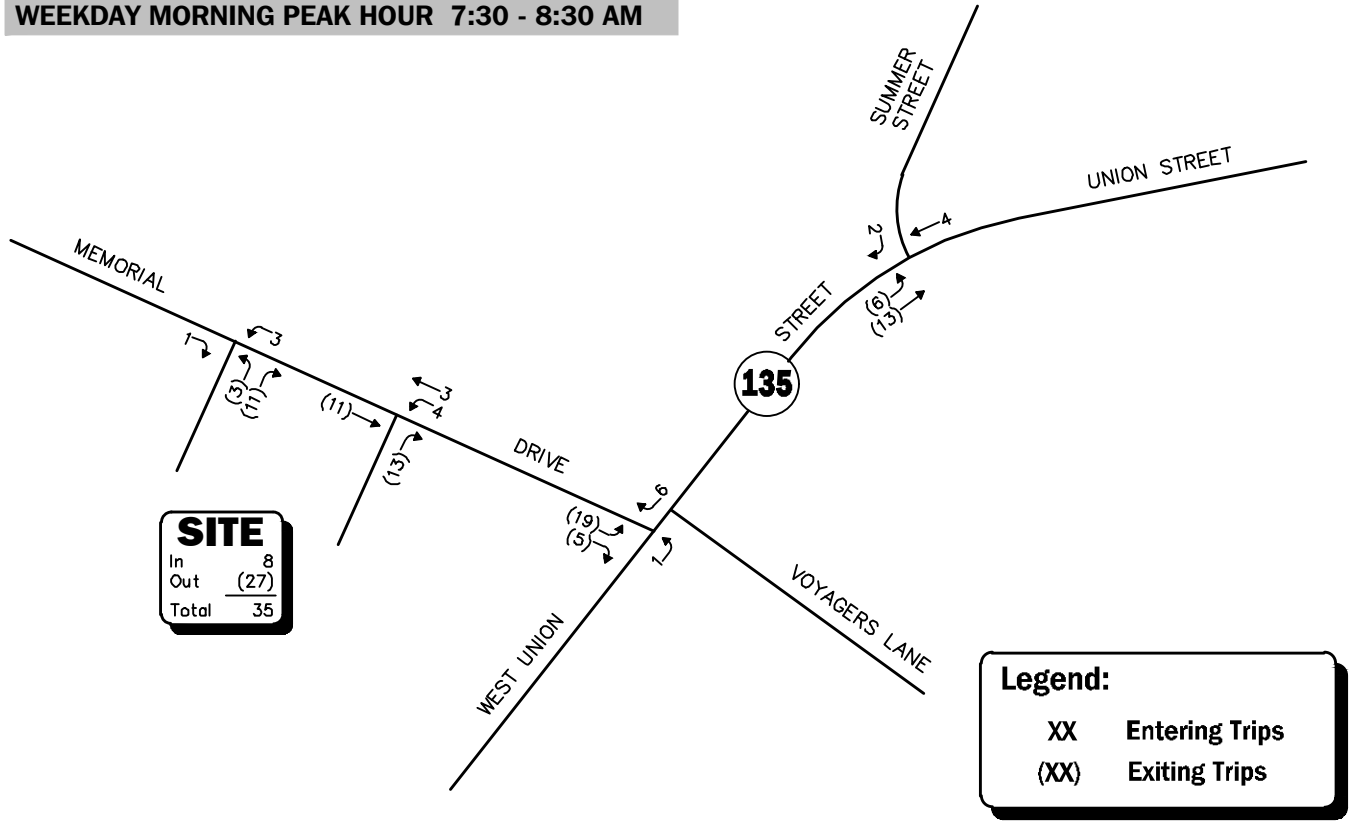 WEEKDAY MORNING PEAK HOUR 7:30 - 8:30 AM
SUMMER
STREET
UNION STREET
2
4
MEMORIAL
STREET
(6)
(13)
1
3
(3)
(11)
3
4
(11)
(13)
135
DRIVE
6
(19)
(5)
1
SITE
In 8
Out (27)
Total 35
VOYAGERS LANE
WEST UNION
Legend:
XX Entering Trips
(XX) Exiting Trips